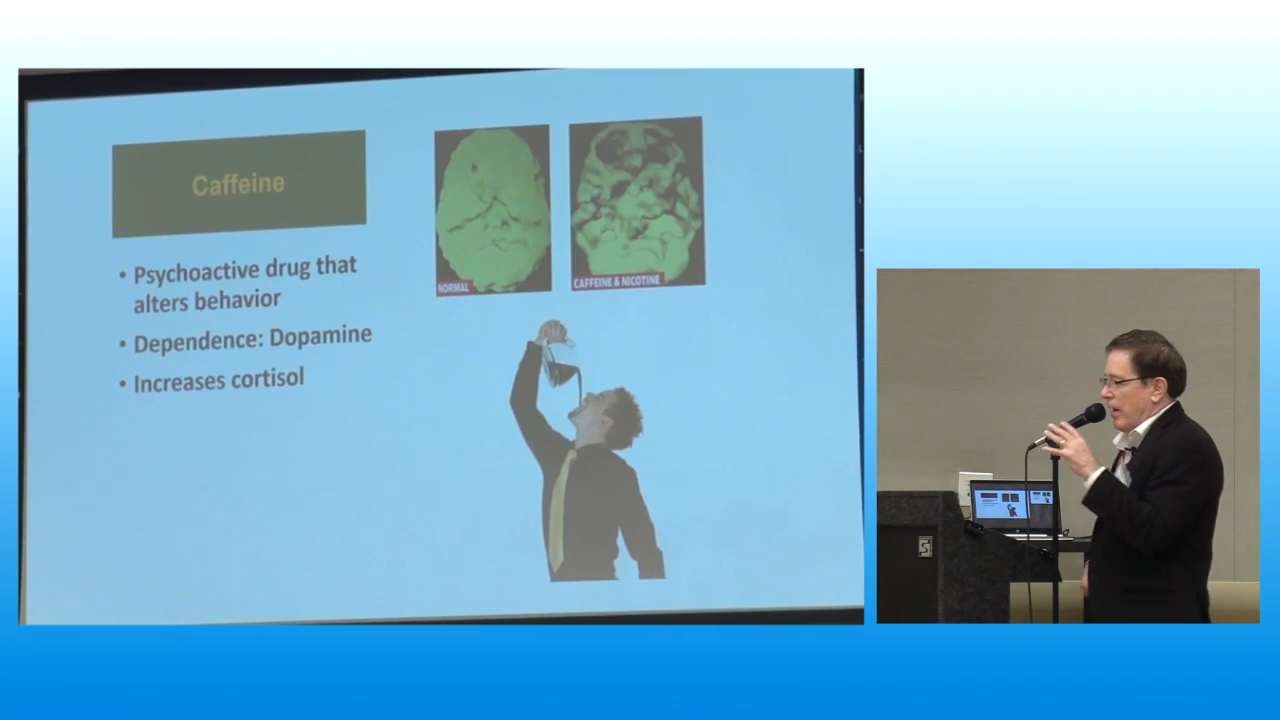 Caffeine
• Psychoactive drug that
alters behavior
• Dependence: Dopamine
• Increases cortisol
NORMAL
CAFFEINE & NICOTINE